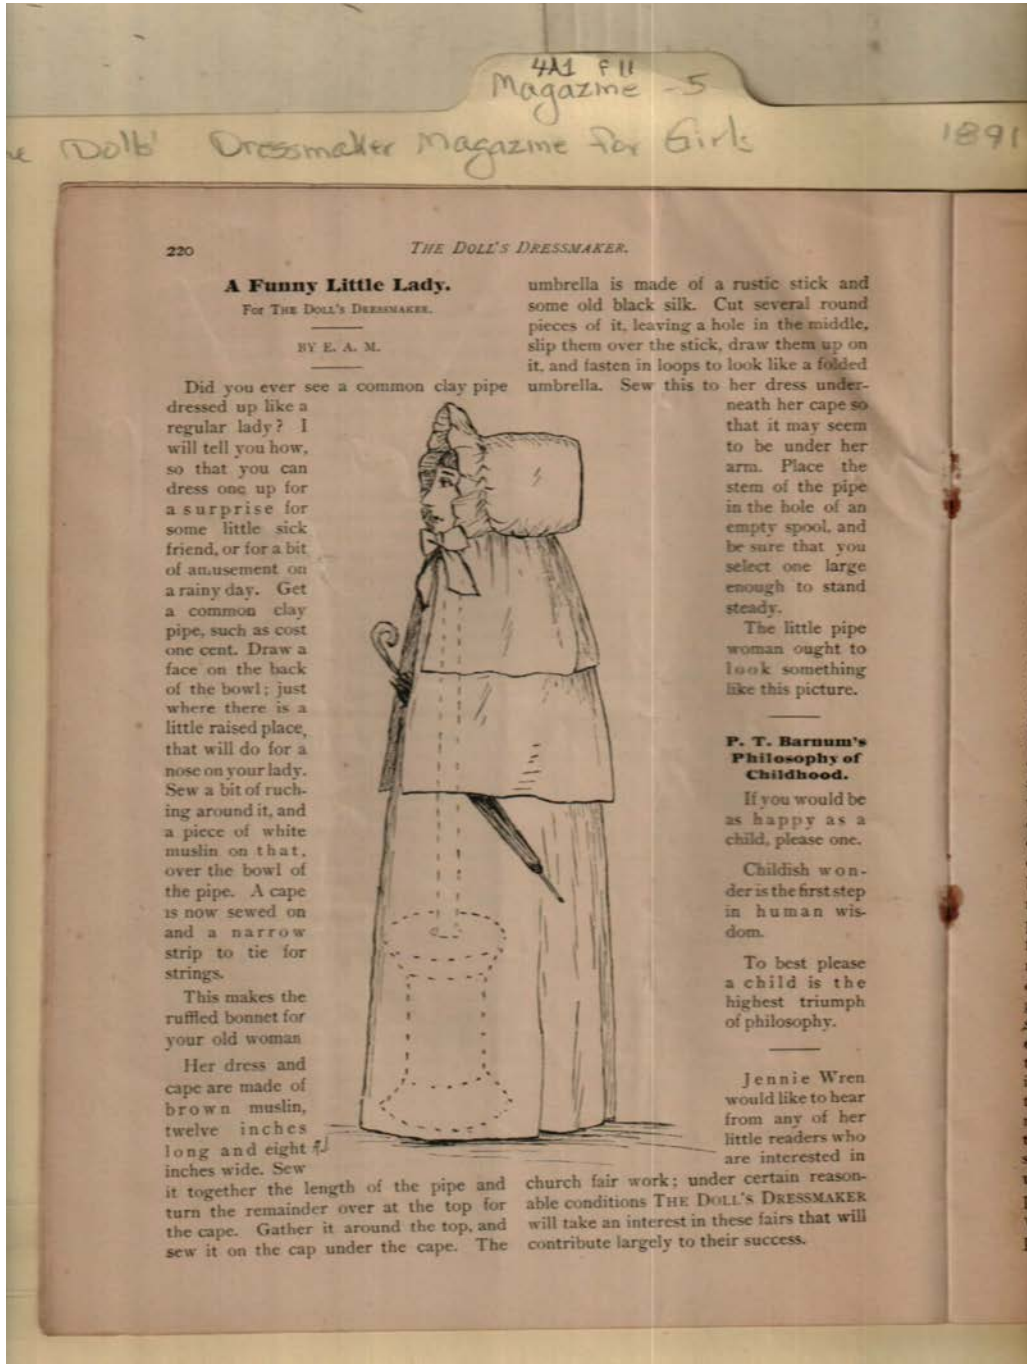 4A1 f 11
Magazine - 5
Dolls' Dressmaker Magazine for Girls 1891
220
THE DOLL'S DRESSMAKER.
A Funny Little Lady.
For THE DOLL'S DRESSMAKER.
BY E. A. M.
Did you ever see a common clay pipe
dressed up like a
regular lady? I
will tell you how,
so that you can
dress one up for
a surprise for
some little sick
friend, or for a bit
of amusement on
a rainy day. Get
a common clay
pipe, such as cost
one cent. Draw a
face on the back
of the bowl; just
where there is a
little raised place,
that will do for a
nose on your lady.
Sew a bit of ruch-
ing around it, and
a piece of white
muslin on that,
over the bowl of
the pipe. A cape
is now sewed on
and a narrow
strip to tie for
strings.
This makes the
ruffled bonnet for
your old woman
Her dress and
cape are made of
brown muslin,
twelve inches
long and eight
inches wide. Sew
it together the length of the pipe and
turn the remainder over at the top for
the cape. Gather it around the top, and
sew it on the cap under the cape. The
umbrella is made of a rustic stick and
some old black silk. Cut several round
pieces of it, leaving a hole in the middle,
slip them over the stick, draw them up on
it, and fasten in loops to look like a folded
umbrella. Sew this to her dress under-
neath her cape so
that it may seem
to be under her
arm. Place the
stem of the pipe
in the hole of an
empty spool, and
be sure that you
select one large
enough to stand
steady.
The little pipe
woman ought to
look something
like this picture.
P. T. Barnum's
Philosophy of
Childhood.
If you would be
as happy as a
child, please one.
Childish won-
der is the first step
in human wis-
dom.
To best please
a child is the
highest triumph
of philosophy.
Jennie Wren
would like to hear
from any of her
little readers who
are interested in
church fair work; under certain reason-
able conditions THE DOLL'S DRESSMAKER
will take an interest in these fairs that will
contribute largely to their success.